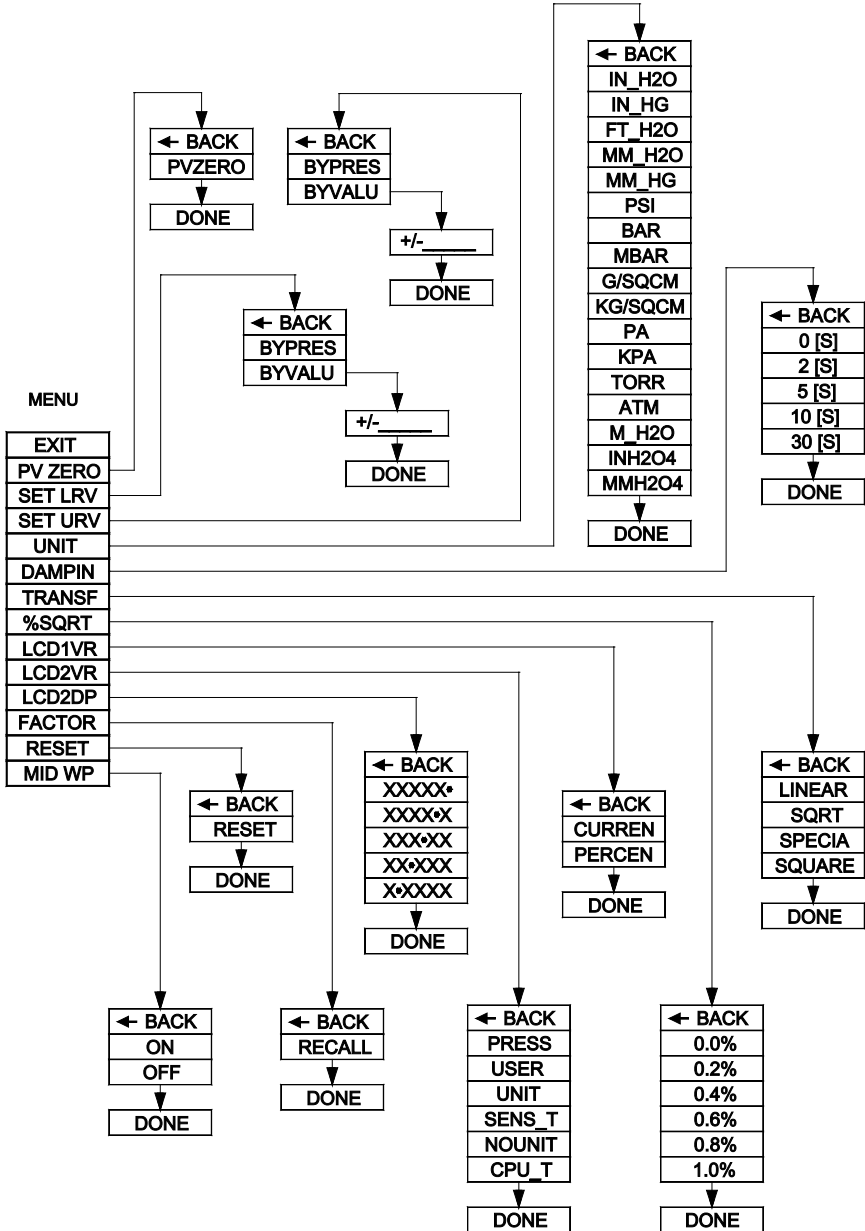 ← BACK
IN_H2O
IN_HG
FT_H2O
MM_H2O
MM_HG
PSI
BAR
MBAR
G/SQCM
KG/SQCM
PA
KPA
TORR
ATM
M_H2O
INH2O4
MMH2O4
DONE
← BACK
PVZERO
DONE
← BACK
BYPRES
BYVALU
+/-______
DONE
← BACK
BYPRES
BYVALU
+/-______
DONE
← BACK
0 [S]
2 [S]
5 [S]
10 [S]
30 [S]
DONE
MENU
EXIT
PV ZERO
SET LRV
SET URV
UNIT
DAMPIN
TRANSF
%SQRT
LCD1VR
LCD2VR
LCD2DP
FACTOR
RESET
MID WP
← BACK
RESET
DONE
← BACK
XXXXX•
XXXX•X
XXX•XX
XX•XXX
X•XXXX
DONE
← BACK
CURREN
PERCEN
DONE
← BACK
LINEAR
SQRT
SPECIA
SQUARE
DONE
← BACK
ON
OFF
DONE
← BACK
RECALL
DONE
← BACK
PRESS
USER
UNIT
SENS_T
NOUNIT
CPU_T
DONE
← BACK
0.0%
0.2%
0.4%
0.6%
0.8%
1.0%
DONE